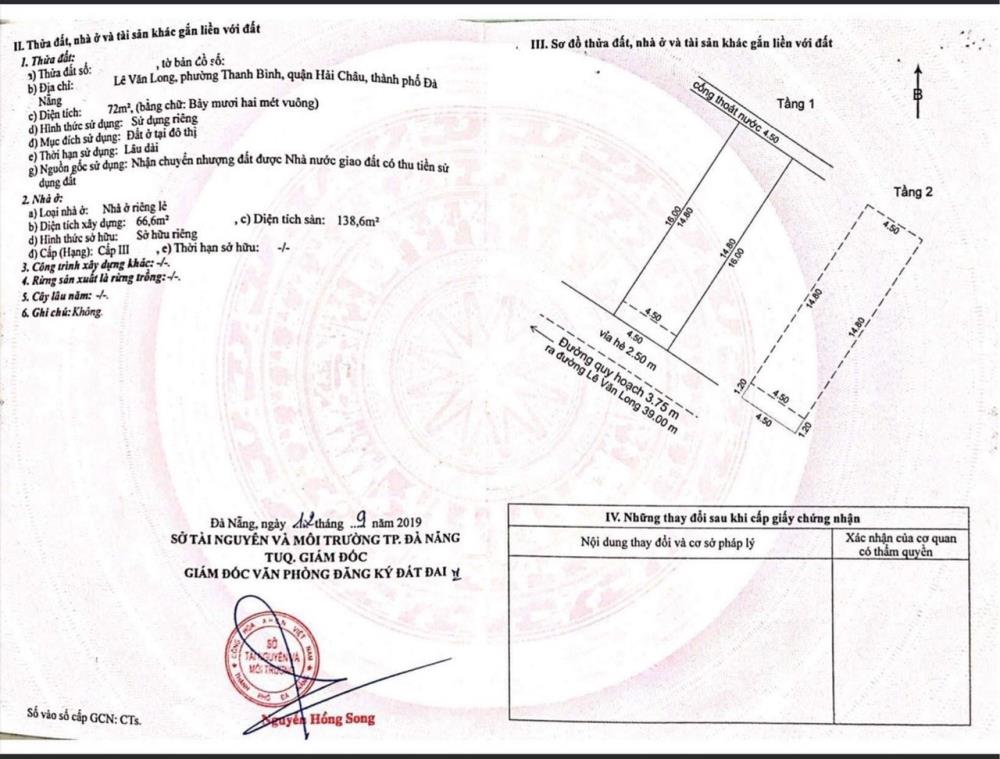 II. Thửa đất, nhà ở và tài sản khác gắn liền với đất
1. Thửa đất:
a) Thửa đất số: , tờ bản đồ số:
b) Địa chỉ: Lê Văn Long, phường Thanh Bình, quận Hải Châu, thành phố Đà
Nẵng
c) Diện tích: 72m², (bằng chữ: Bảy mươi hai mét vuông)
d) Hình thức sử dụng: Sử dụng riêng
đ) Mục đích sử dụng: Đất ở tại đô thị
e) Thời hạn sử dụng: Lâu dài
g) Nguồn gốc sử dụng: Nhận chuyển nhượng đất được Nhà nước giao đất có thu tiền sử
dụng đất
2. Nhà ở:
a) Loại nhà ở: Nhà ở riêng lẻ
b) Diện tích xây dựng: 66,6m² , c) Diện tích sàn: 138,6m²
d) Hình thức sở hữu: Sở hữu riêng
đ) Cấp (Hạng): Cấp III , e) Thời hạn sở hữu: -/-
3. Công trình xây dựng khác: -/-.
4. Rừng sản xuất là rừng trồng: -/-.
5. Cây lâu năm: -/-.
6. Ghi chú: Không.
Đà Nẵng, ngày 12 tháng 9 năm 2019
SỞ TÀI NGUYÊN VÀ MÔI TRƯỜNG TP. ĐÀ NẴNG
TUQ. GIÁM ĐỐC
GIÁM ĐỐC VĂN PHÒNG ĐĂNG KÝ ĐẤT ĐAI
SỞ
TÀI NGUYÊN VÀ
MÔI TRƯỜNG
Nguyễn Hồng Song
Số vào sổ cấp GCN: CTs.
III. Sơ đồ thửa đất, nhà ở và tài sản khác gắn liền với đất
B
Tầng 1
cống thoát nước 4.50
16.00
14.80
14.80
16.00
4.50
4.50
vỉa hè 2.50 m
Đường quy hoạch 3.75 m
ra đường Lê Văn Long 39.00 m
Tầng 2
4.50
14.80
14.80
1.20
4.50
4.50
1.20
IV. Những thay đổi sau khi cấp giấy chứng nhận
Nội dung thay đổi và cơ sở pháp lý
Xác nhận của cơ quan
có thẩm quyền